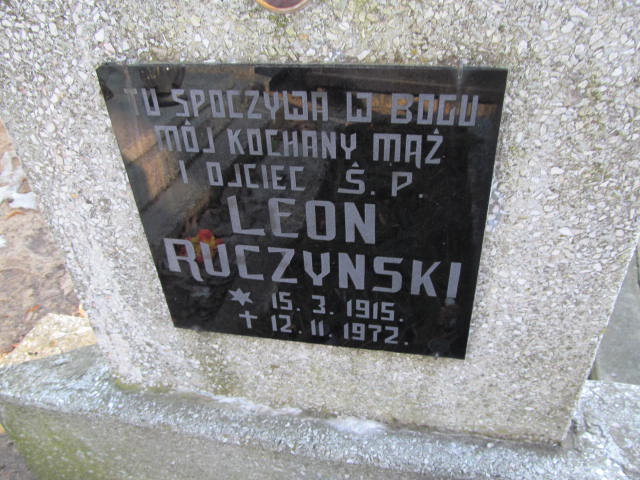 TU SPOCZYWA W BOGU
MÓJ KOCHANY MĄŻ
I OJCIEC Ś. P.
LEON
RUCZYNSKI
15. 3. 1915.
12. 11. 1972.